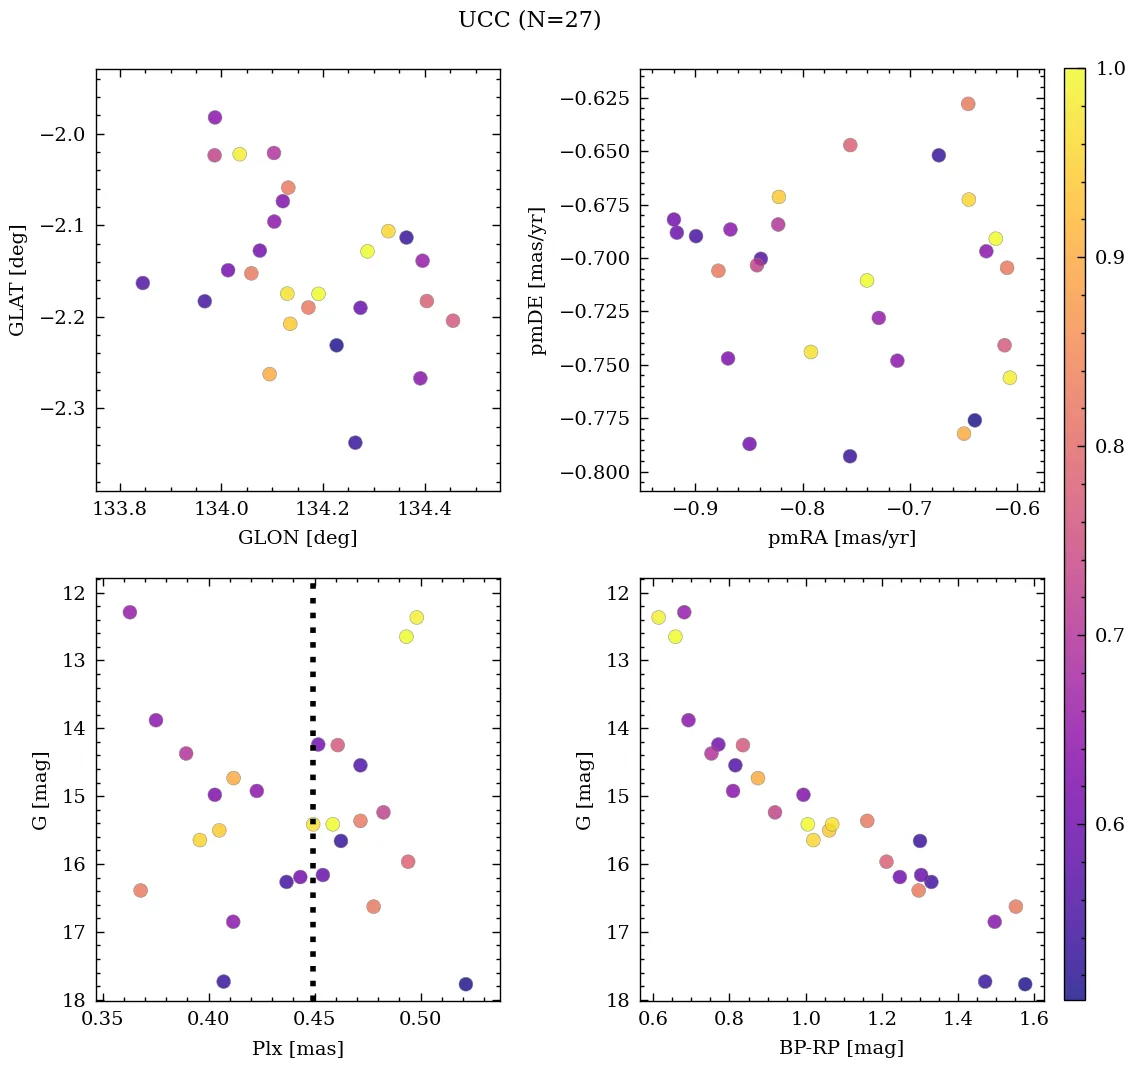 UCC (N=27)
−2.0
−2.1
−2.2
−2.3
GLAT [deg]
133.8 134.0 134.2 134.4
GLON [deg]
−0.625
−0.650
−0.675
−0.700
−0.725
−0.750
−0.775
−0.800
pmDE [mas/yr]
−0.9 −0.8 −0.7 −0.6
pmRA [mas/yr]
12
13
14
15
16
17
18
G [mag]
0.35 0.40 0.45 0.50
Plx [mas]
12
13
14
15
16
17
18
G [mag]
0.6 0.8 1.0 1.2 1.4 1.6
BP-RP [mag]
1.0
0.9
0.8
0.7
0.6